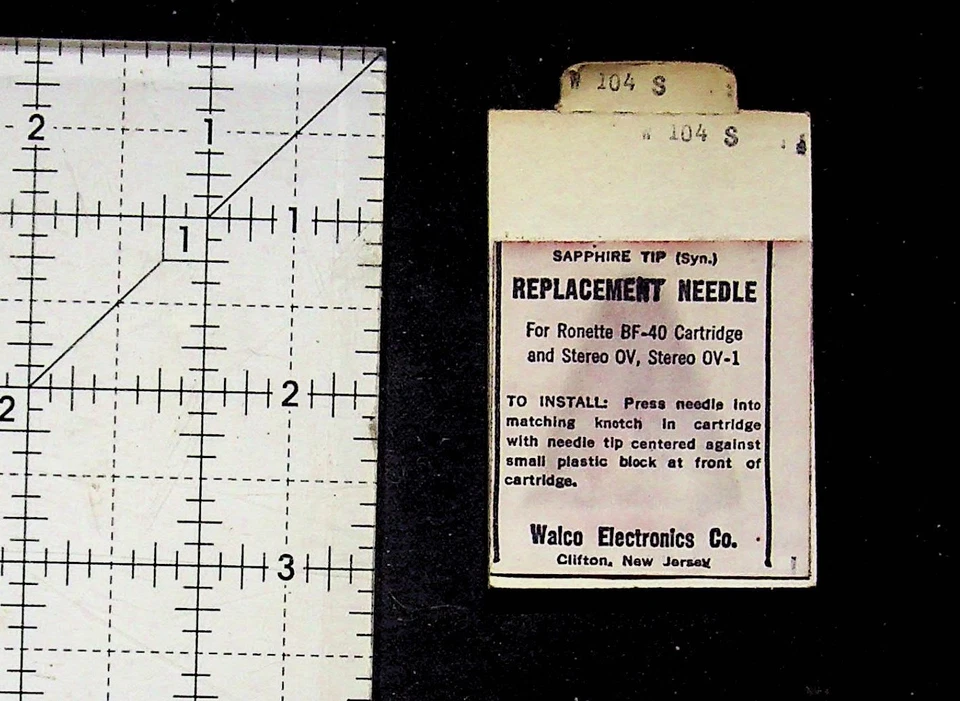 W 104 S
W 104 S
2
1
1
1
2
2
3
SAPPHIRE TIP (Syn.)
REPLACEMENT NEEDLE
For Ronette BF-40 Cartridge
and Stereo OV, Stereo OV-1
TO INSTALL: Press needle into
matching knotch in cartridge
with needle tip centered against
small plastic block at front of
cartridge.
Walco Electronics Co.
Clifton, New Jersey